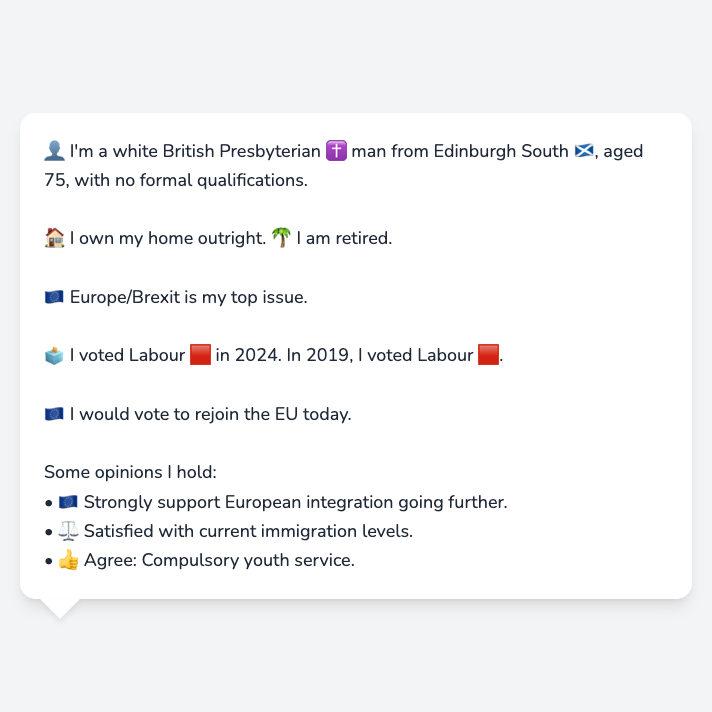 👤 I'm a white British Presbyterian ✝️ man from Edinburgh South 🏴󠁧󠁢󠁳󠁣󠁴󠁿, aged
75, with no formal qualifications.
🏠 I own my home outright. 🌴 I am retired.
🇪🇺 Europe/Brexit is my top issue.
🗳️ I voted Labour 🟥 in 2024. In 2019, I voted Labour 🟥.
🇪🇺 I would vote to rejoin the EU today.
Some opinions I hold:
• 🇪🇺 Strongly support European integration going further.
• ⚖️ Satisfied with current immigration levels.
• 👍 Agree: Compulsory youth service.